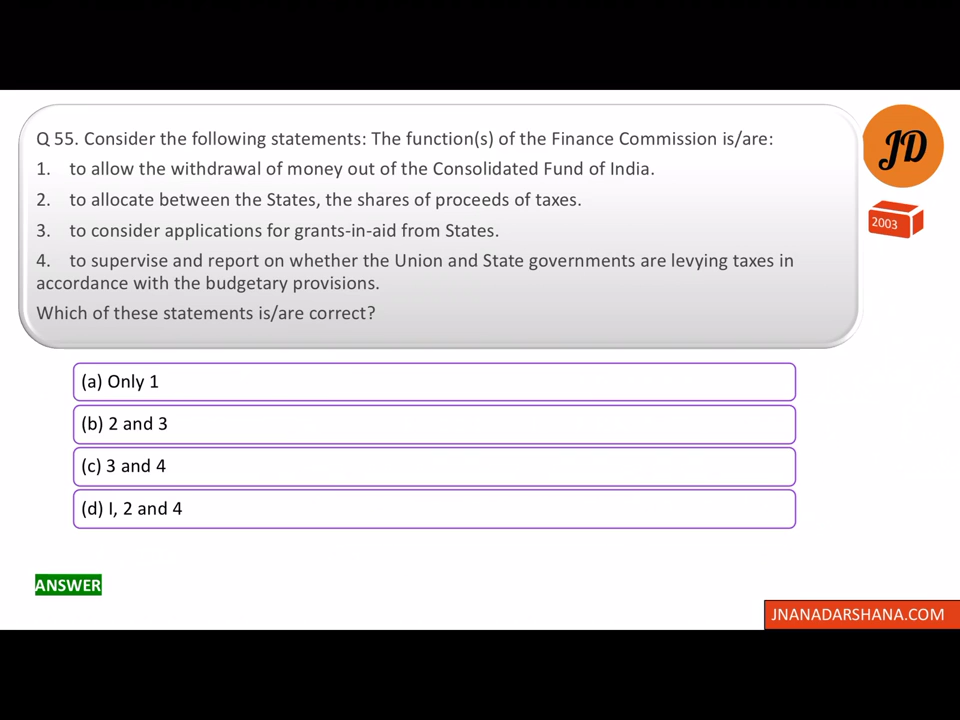 Q 55. Consider the following statements: The function(s) of the Finance Commission is/are:
1. to allow the withdrawal of money out of the Consolidated Fund of India.
2. to allocate between the States, the shares of proceeds of taxes.
3. to consider applications for grants-in-aid from States.
4. to supervise and report on whether the Union and State governments are levying taxes in
accordance with the budgetary provisions.
Which of these statements is/are correct?
JD
2003
(a) Only 1
(b) 2 and 3
(c) 3 and 4
(d) I, 2 and 4
ANSWER
JNANADARSHANA.COM